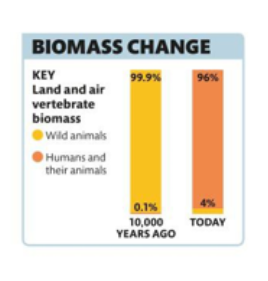 BIOMASS CHANGE
KEY
Land and air
vertebrate
biomass
Wild animals
Humans and
their animals
99.9%
0.1%
10,000
YEARS AGO
96%
4%
TODAY